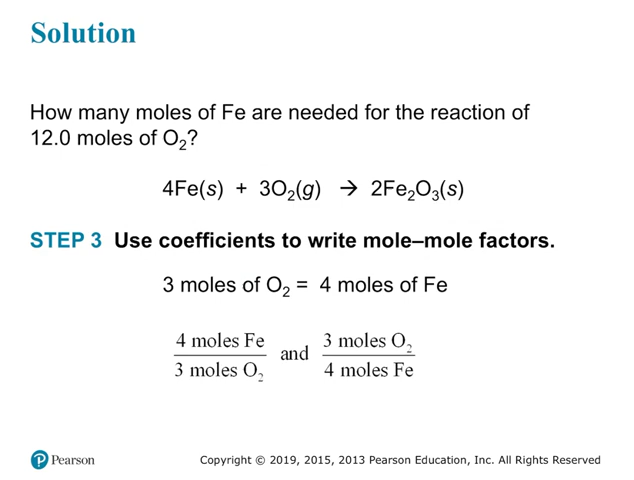 Solution
How many moles of Fe are needed for the reaction of
12.0 moles of O₂?
4Fe(s) + 3O₂(g) → 2Fe₂O₃(s)
STEP 3 Use coefficients to write mole–mole factors.
3 moles of O₂ = 4 moles of Fe
4 moles Fe
3 moles O₂
and
3 moles O₂
4 moles Fe
Pearson
Copyright © 2019, 2015, 2013 Pearson Education, Inc. All Rights Reserved